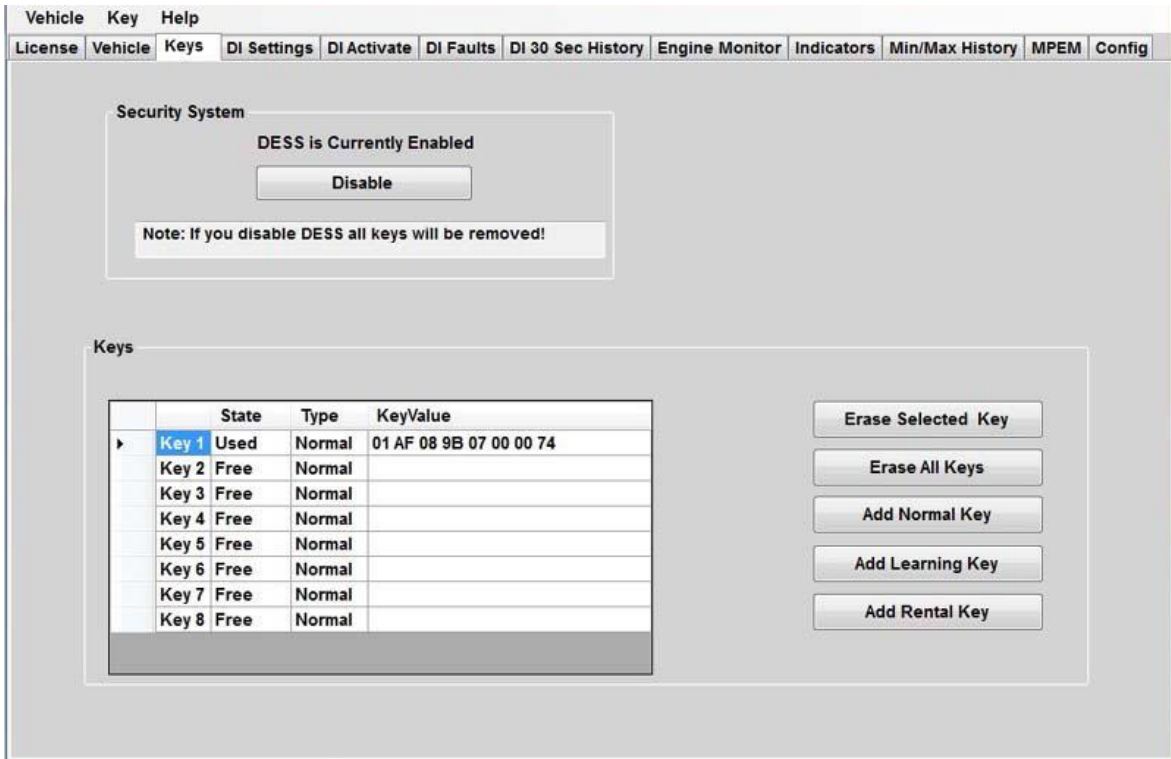 Vehicle Key Help
License Vehicle Keys DI Settings DI Activate DI Faults DI 30 Sec History Engine Monitor Indicators Min/Max History MPEM Config
Security System
DESS is Currently Enabled
Disable
Note: If you disable DESS all keys will be removed!
Keys
State Type KeyValue
Key 1 Used Normal 01 AF 08 9B 07 00 00 74
Key 2 Free Normal
Key 3 Free Normal
Key 4 Free Normal
Key 5 Free Normal
Key 6 Free Normal
Key 7 Free Normal
Key 8 Free Normal
Erase Selected Key
Erase All Keys
Add Normal Key
Add Learning Key
Add Rental Key